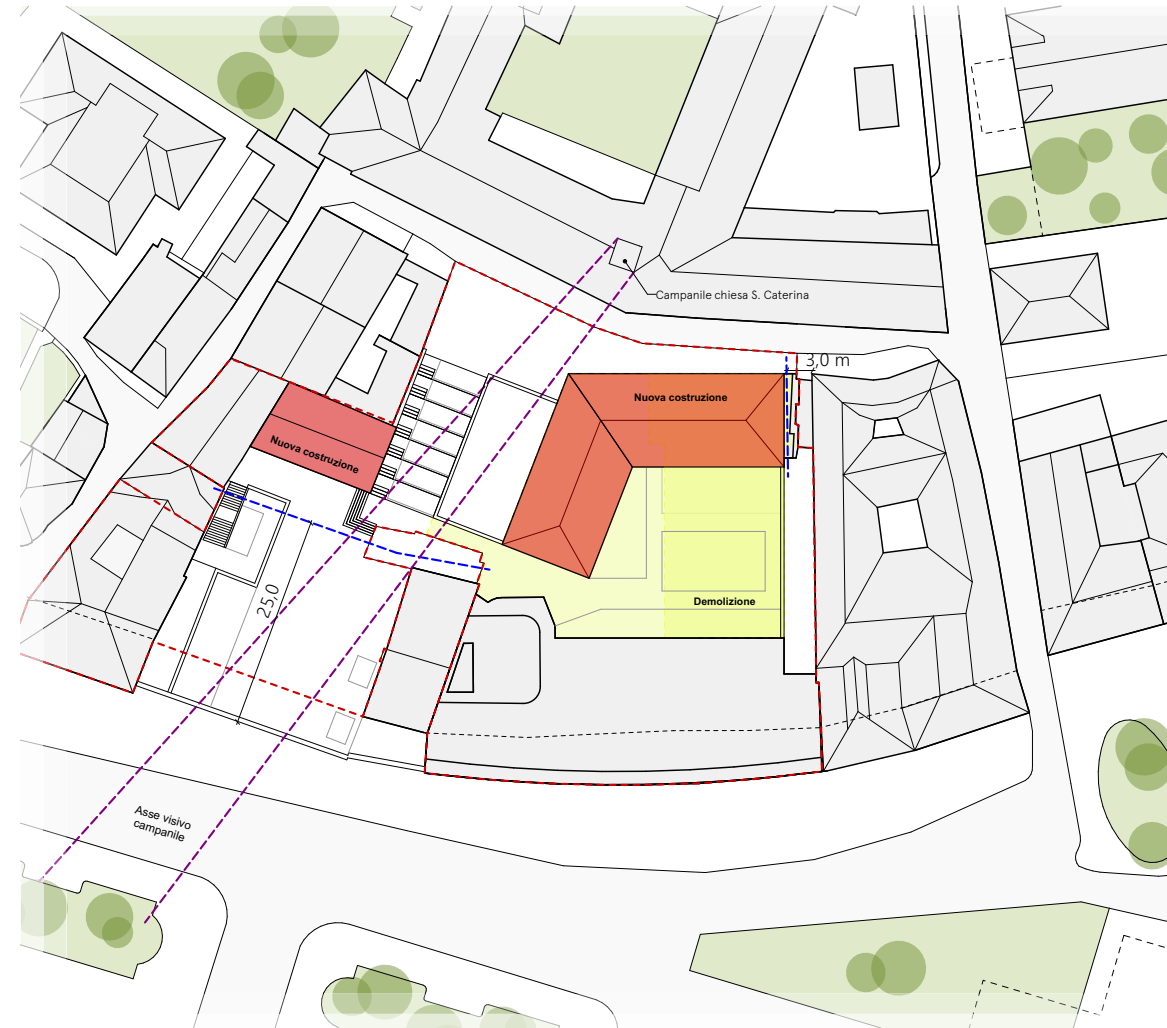 Campanile chiesa S. Caterina
3,0 m
Nuova costruzione
Nuova costruzione
25,0
Demolizione
Asse visivo
campanile